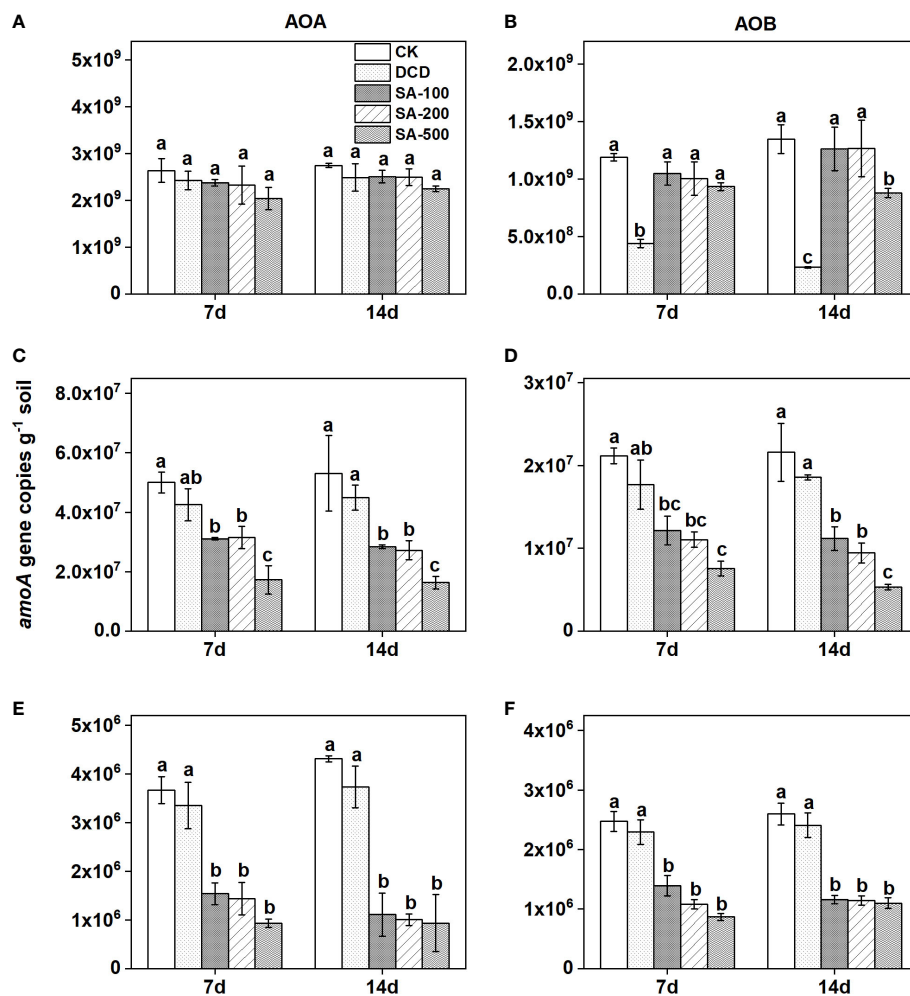 A
AOA
5x10⁹
4x10⁹
3x10⁹
2x10⁹
1x10⁹
0
CK
DCD
SA-100
SA-200
SA-500
a a a a a
a a a a a
7d 14d
B
AOB
2.0x10⁹
1.5x10⁹
1.0x10⁹
5.0x10⁸
0.0
a b a a a
a c a a b
7d 14d
amoA gene copies g⁻¹ soil
C
8.0x10⁷
6.0x10⁷
4.0x10⁷
2.0x10⁷
0.0
a ab b b c
a a b b c
7d 14d
D
3x10⁷
2x10⁷
1x10⁷
0
a ab bc bc c
a a b b c
7d 14d
E
5x10⁶
4x10⁶
3x10⁶
2x10⁶
1x10⁶
0
a a b b b
a a b b b
7d 14d
F
4x10⁶
3x10⁶
2x10⁶
1x10⁶
0
a a b b b
a a b b b
7d 14d